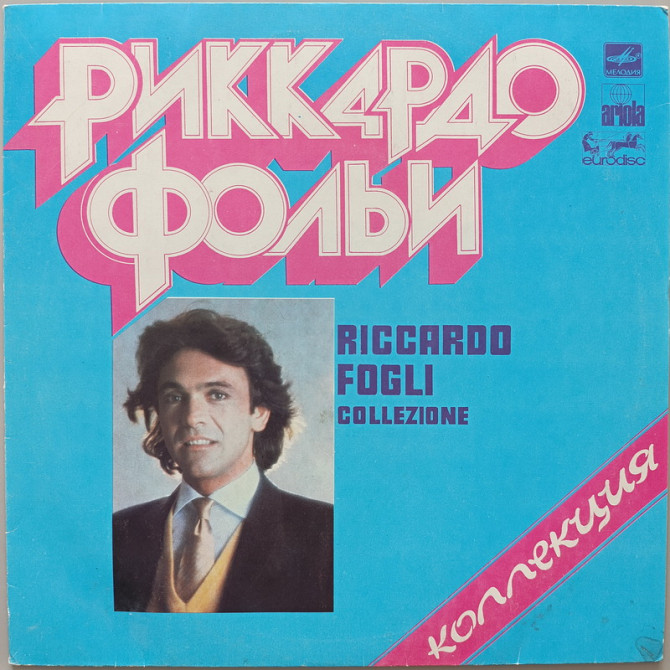 РИККАРДО
ФОЛЬИ
МЕЛОДИЯ
ariola
eurodisc
RICCARDO
FOGLI
COLLEZIONE
КОЛЛЕКЦИЯ